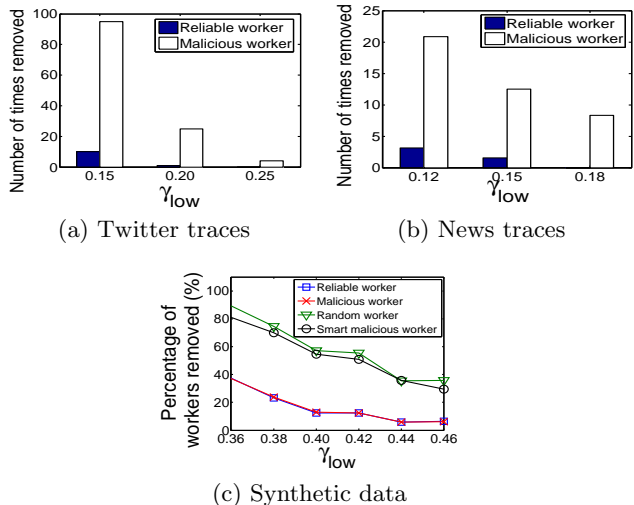 Number of times removed
100
80
60
40
20
0
Reliable worker
Malicious worker
0.15 0.20 0.25
γlow
(a) Twitter traces
Number of times removed
25
20
15
10
5
0
Reliable worker
Malicious worker
0.12 0.15 0.18
γlow
(b) News traces
Percentage of
workers removed (%)
100
80
60
40
20
0
Reliable worker
Malicious worker
Random worker
Smart malicious worker
0.36 0.38 0.40 0.42 0.44 0.46
γlow
(c) Synthetic data